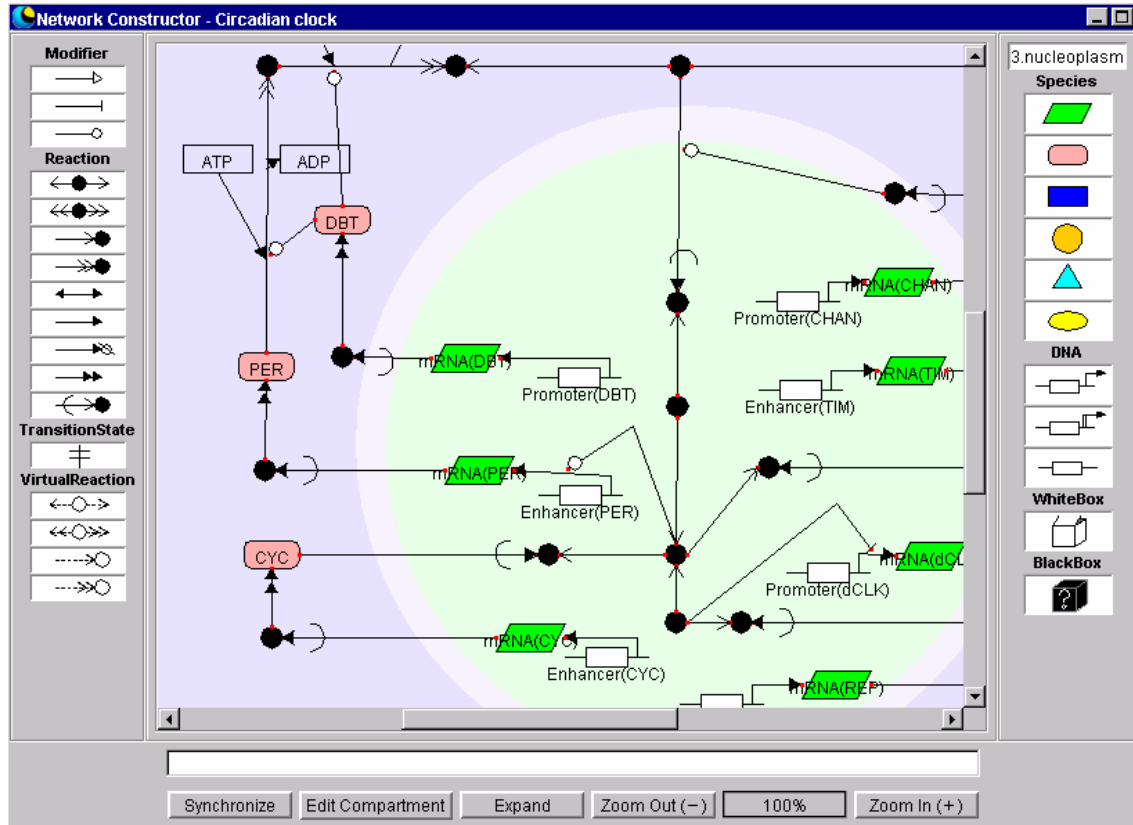 Network Constructor - Circadian clock
Modifier
Reaction
TransitionState
VirtualReaction
ATP
ADP
DBT
mRNA(CHAN)
Promoter(CHAN)
PER
mRNA(DBT)
Promoter(DBT)
mRNA(TIM)
Enhancer(TIM)
mRNA(PER)
Enhancer(PER)
CYC
mRNA(dCL
Promoter(dCLK)
mRNA(CYC)
Enhancer(CYC)
mRNA(REP)
3.nucleoplasm
Species
DNA
WhiteBox
BlackBox
?
Synchronize
Edit Compartment
Expand
Zoom Out (−)
100%
Zoom In (+)